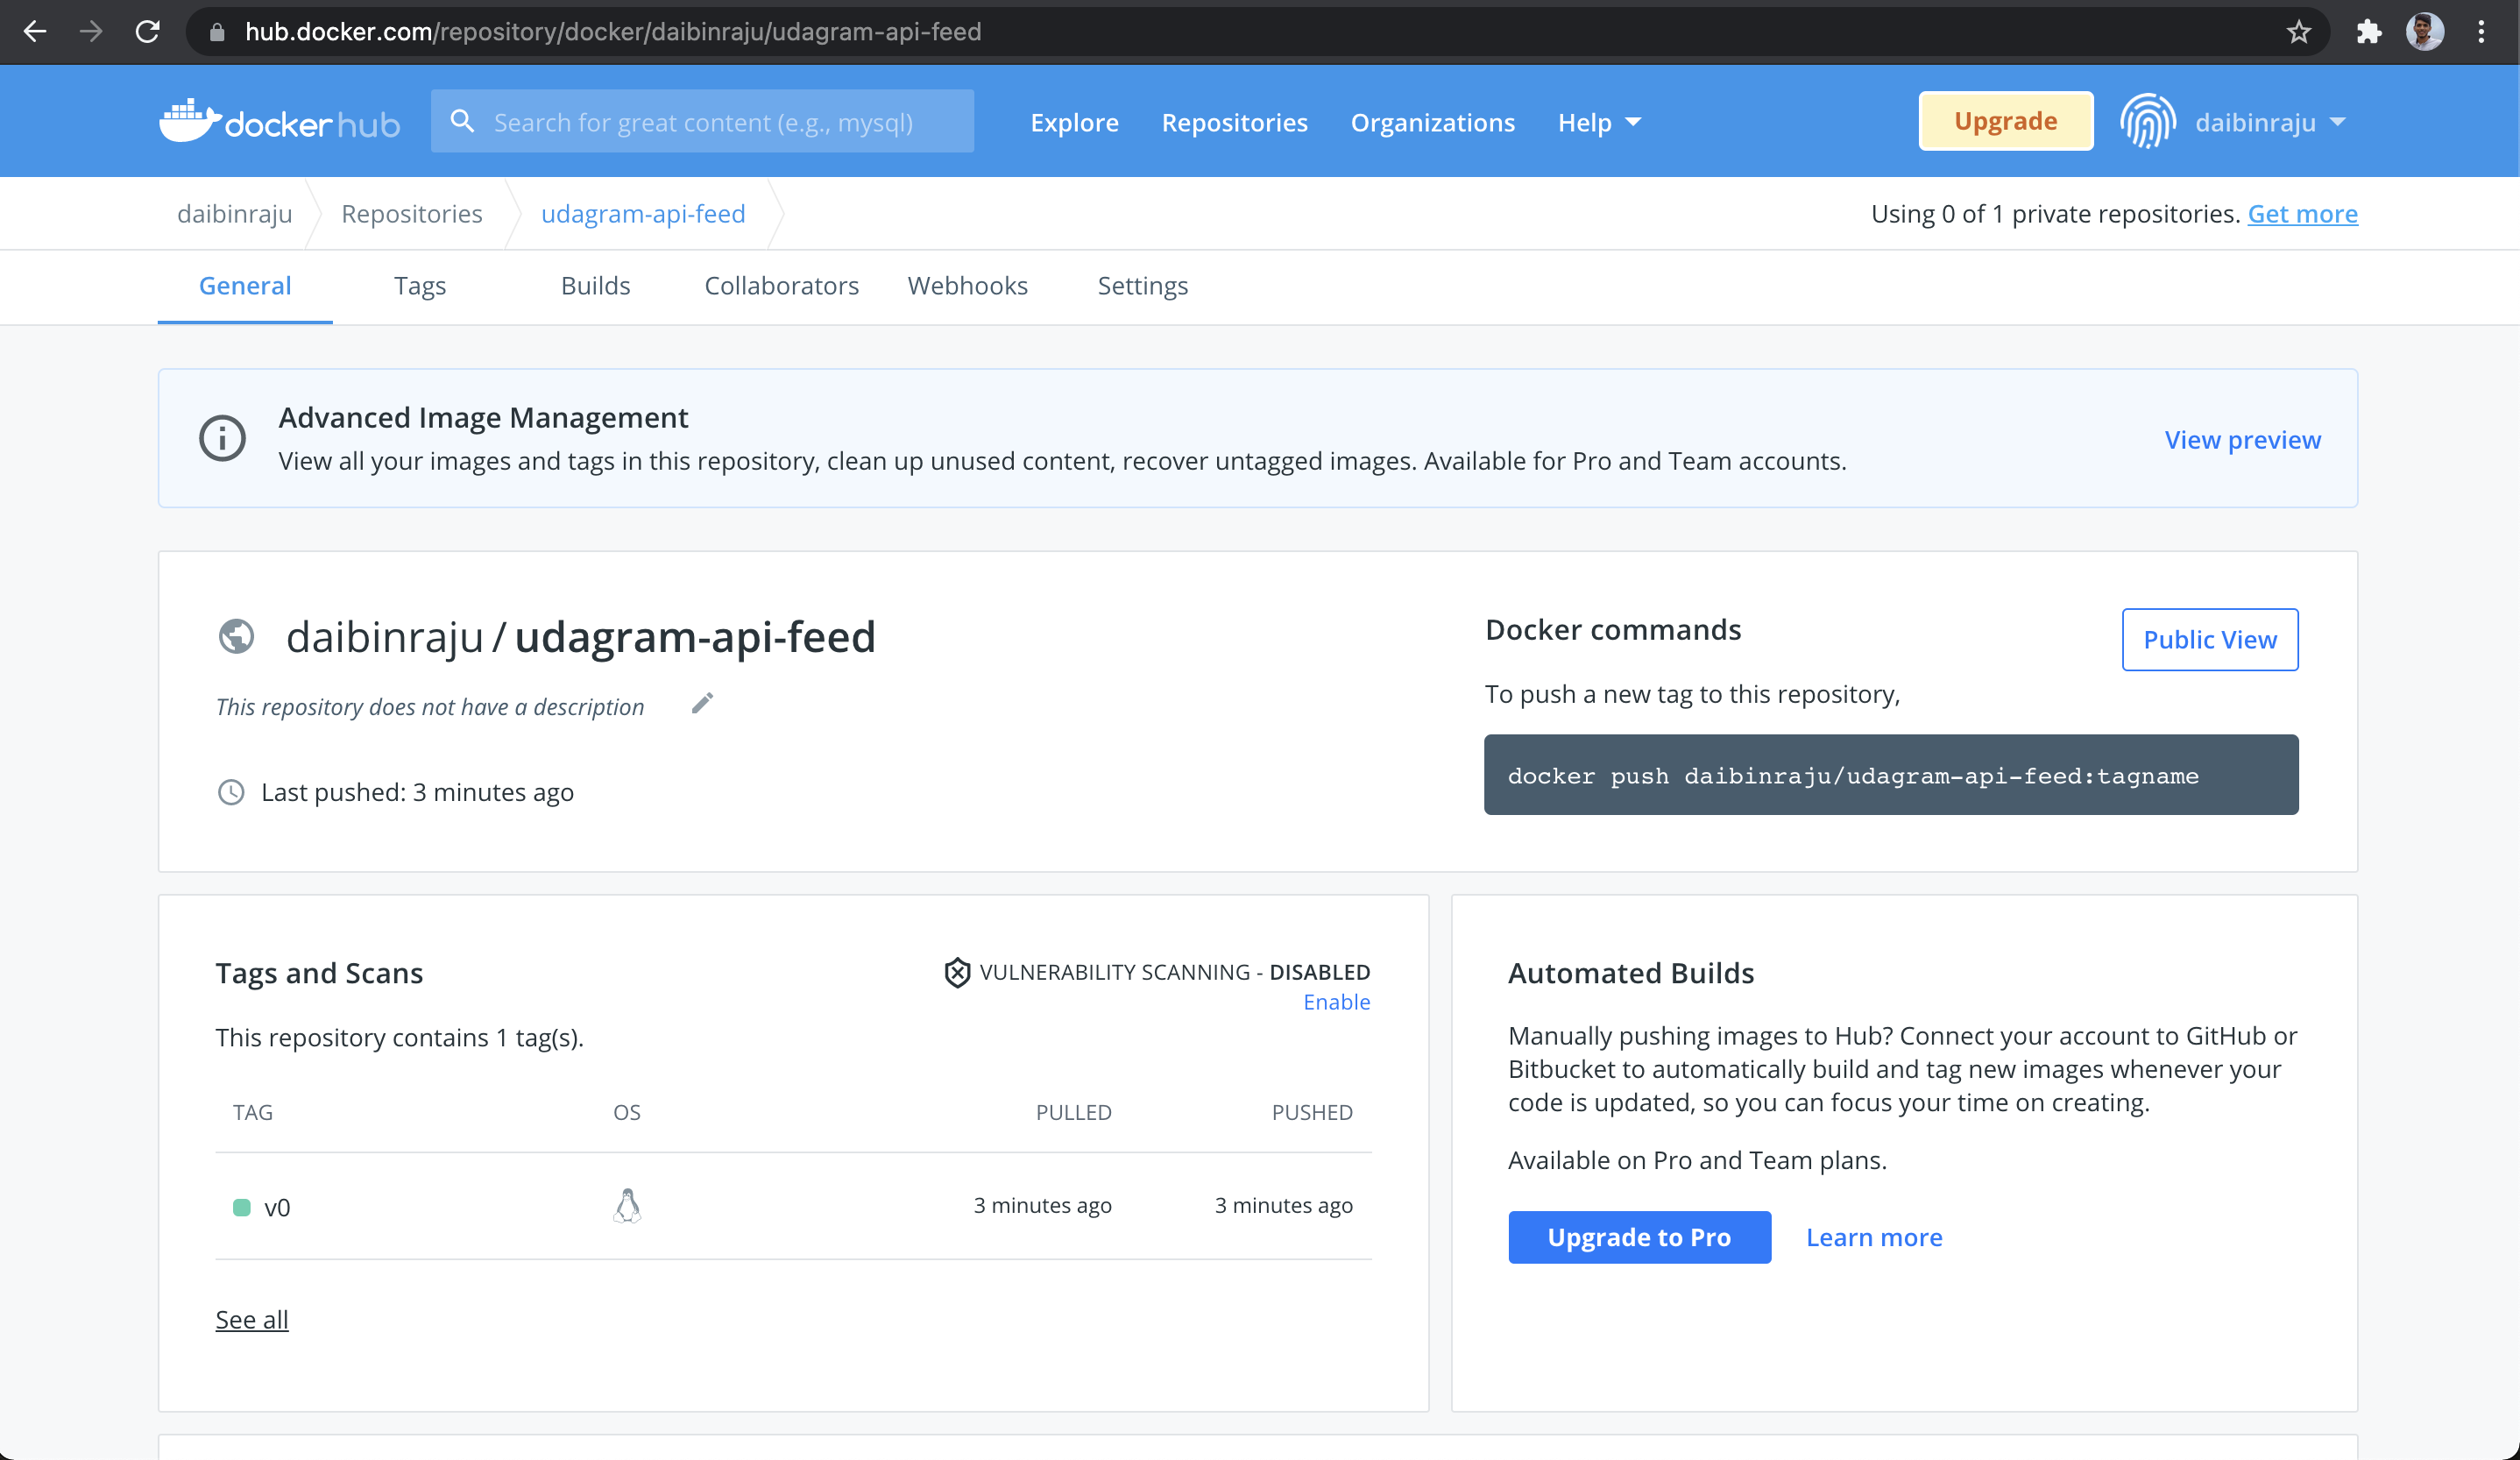 hub.docker.com/repository/docker/daibinraju/udagram-api-feed
docker hub
Search for great content (e.g., mysql)
Explore
Repositories
Organizations
Help
Upgrade
daibinraju
daibinraju
Repositories
udagram-api-feed
Using 0 of 1 private repositories. Get more
General
Tags
Builds
Collaborators
Webhooks
Settings
Advanced Image Management
View all your images and tags in this repository, clean up unused content, recover untagged images. Available for Pro and Team accounts.
View preview
daibinraju / udagram-api-feed
This repository does not have a description
Last pushed: 3 minutes ago
Docker commands
Public View
To push a new tag to this repository,
docker push daibinraju/udagram-api-feed:tagname
Tags and Scans
VULNERABILITY SCANNING - DISABLED
Enable
This repository contains 1 tag(s).
TAG
OS
PULLED
PUSHED
v0
3 minutes ago
3 minutes ago
See all
Automated Builds
Manually pushing images to Hub? Connect your account to GitHub or
Bitbucket to automatically build and tag new images whenever your
code is updated, so you can focus your time on creating.
Available on Pro and Team plans.
Upgrade to Pro
Learn more